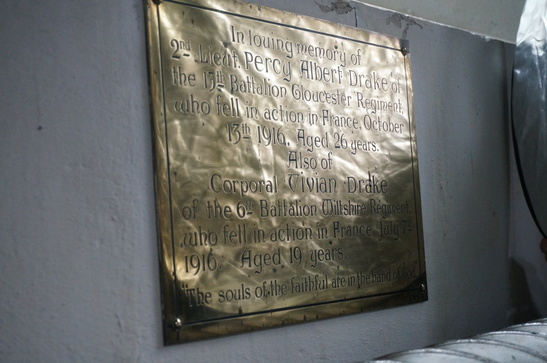 In loving memory of
2nd Lieut. Percy Albert Drake of
the 13th Battalion Gloucester Regiment,
who fell in action in France, October
13th 1916. Aged 26 years.
Also of
Corporal Vivian Drake
of the 6th Battalion Wiltshire Regiment,
who fell in action in France July
1916. Aged 19 years.
"The souls of the faithful are in the hand of